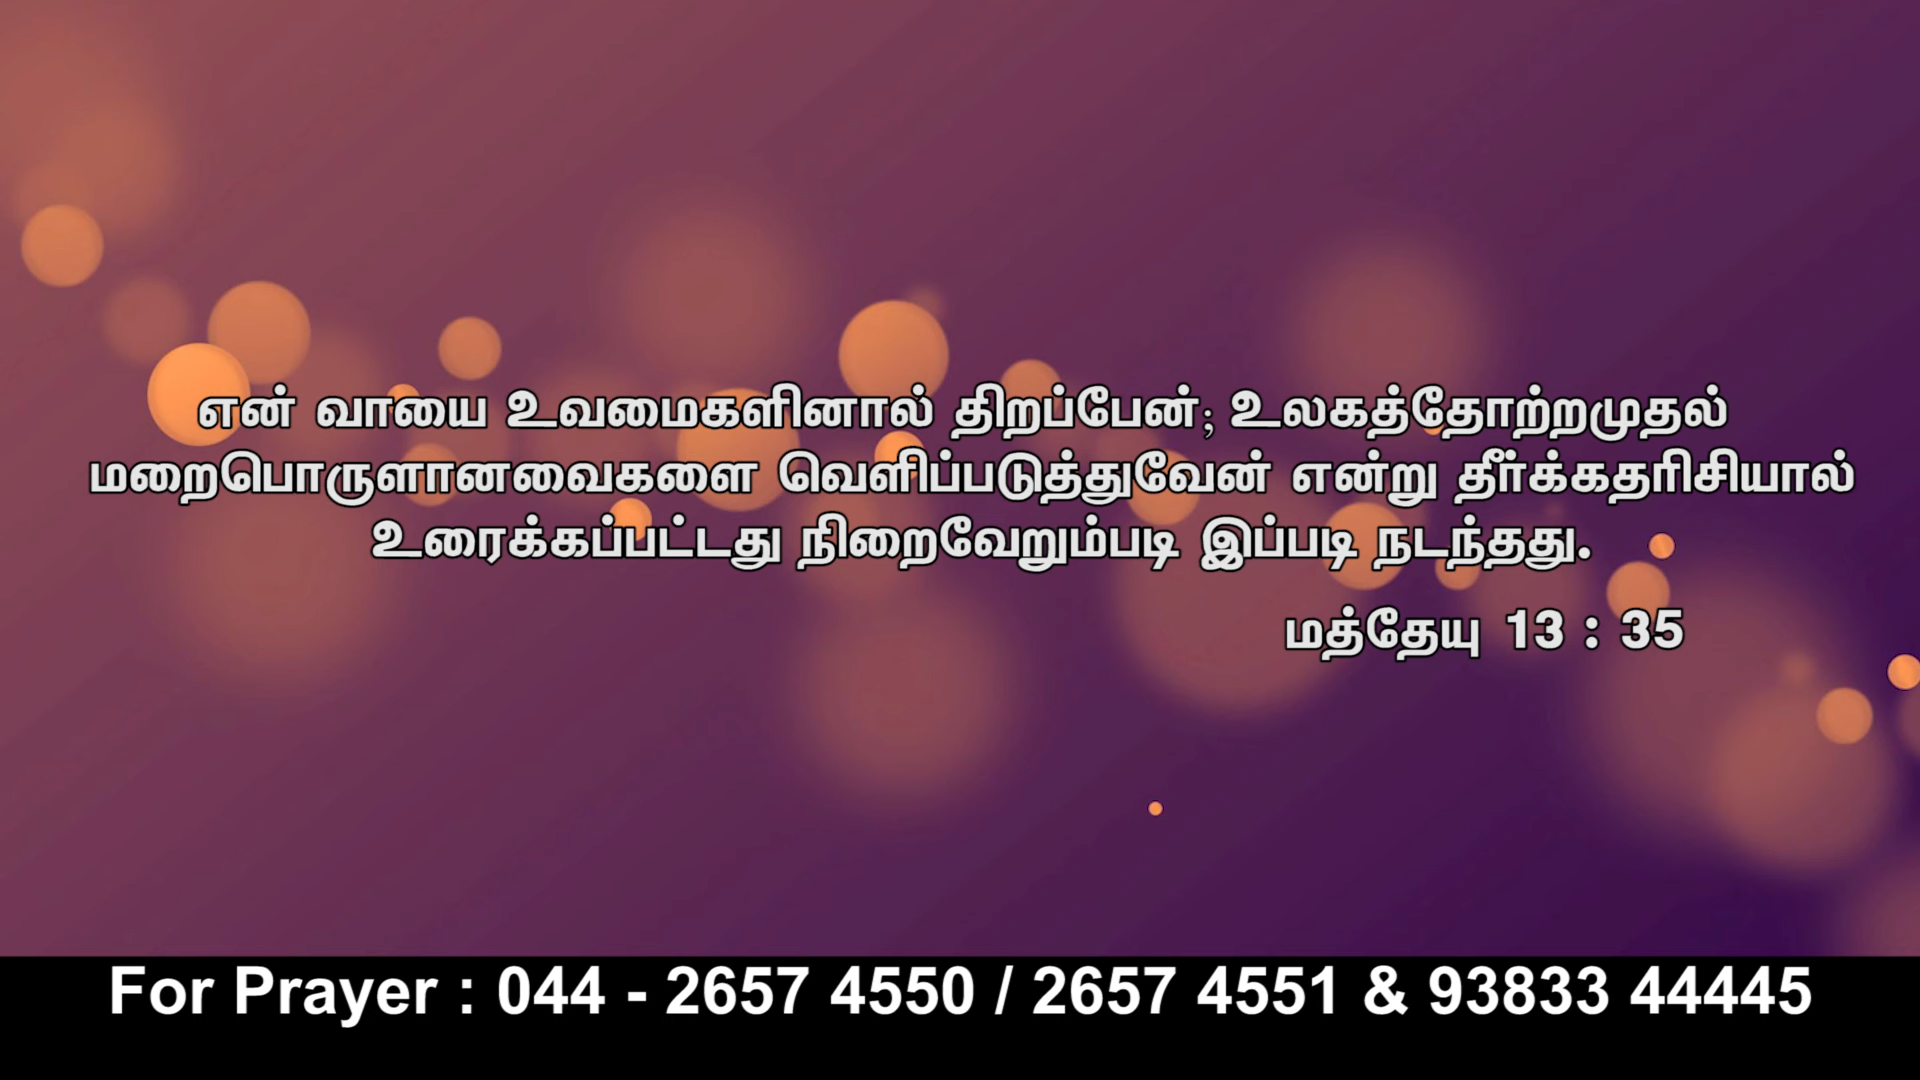 என் வாயை உவமைகளினால் திறப்பேன்; உலகத்தோற்றமுதல்
மறைபொருளானவைகளை வெளிப்படுத்துவேன் என்று தீர்க்கதரிசியால்
உரைக்கப்பட்டது நிறைவேறும்படி இப்படி நடந்தது.
மத்தேயு 13 : 35
For Prayer : 044 - 2657 4550 / 2657 4551 & 93833 44445